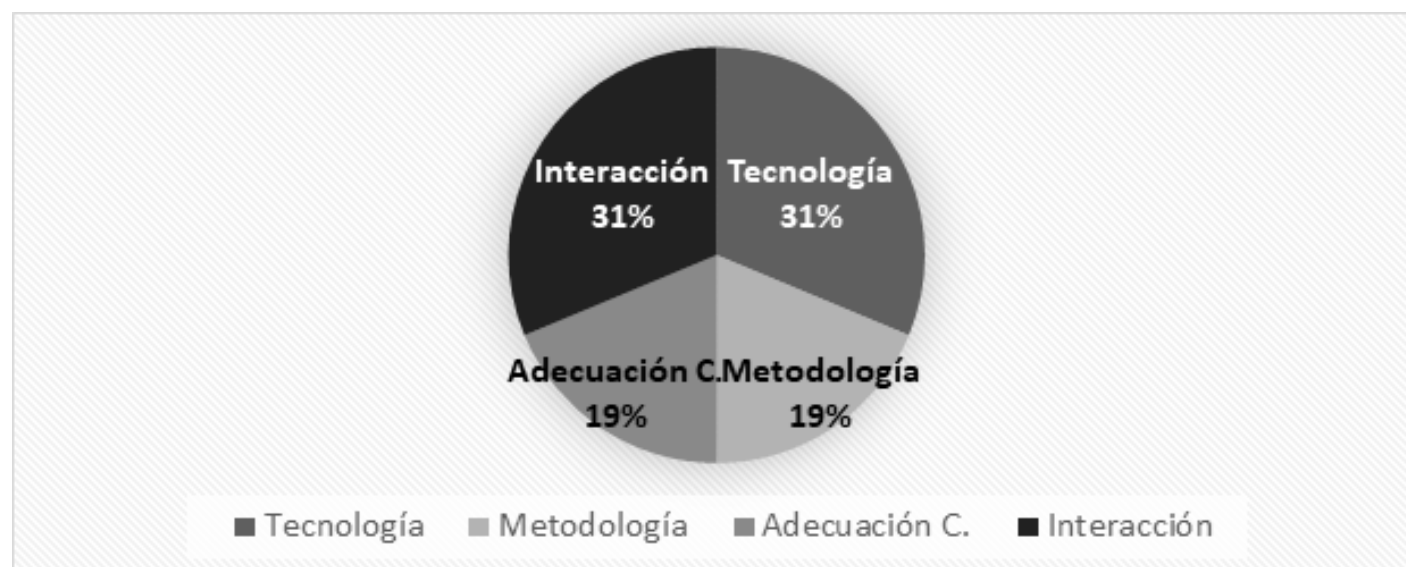 Interacción Tecnología
31% 31%
Adecuación C. Metodología
19% 19%
Tecnología Metodología Adecuación C. Interacción